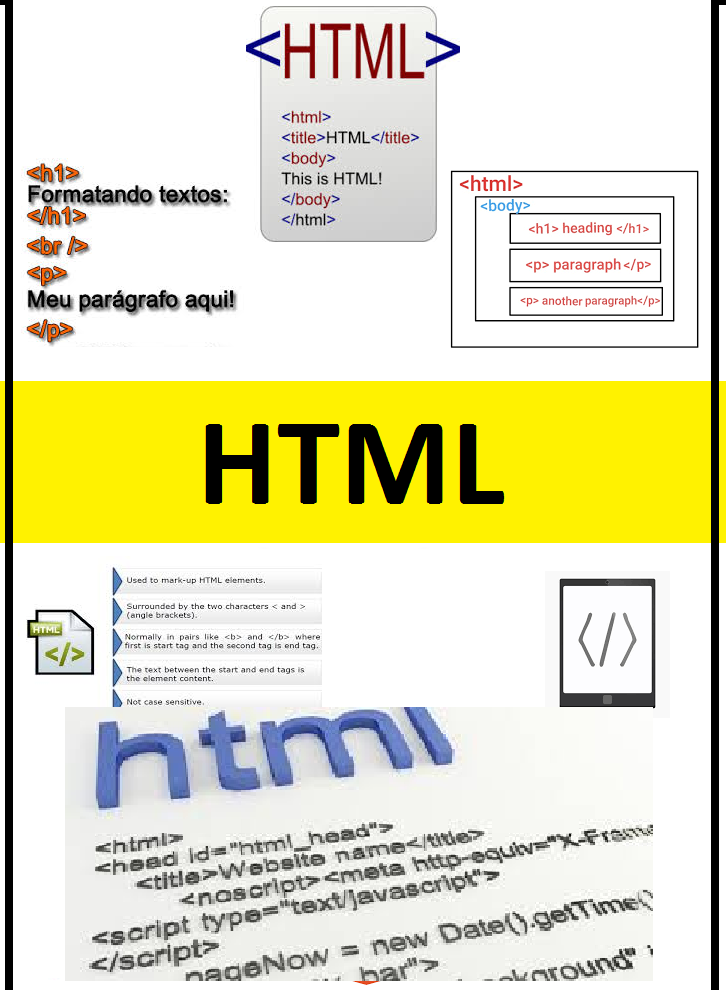 <HTML>
<html>
<title>HTML</title>
<body>
This is HTML!
</body>
</html>
<h1>
Formatando textos:
</h1>
<br />
<p>
Meu parágrafo aqui!
</p>
<html>
<body>
<h1> heading </h1>
<p> paragraph</p>
<p> another paragraph</p>
HTML
HTML
</>
Used to mark-up HTML elements.
Surrounded by the two characters < and >
(angle brackets).
Normally in pairs like <b> and </b> where
first is start tag and the second tag is end tag.
The text between the start and end tags is
the element content.
Not case sensitive.
</>
html
<html>
<head id="html_head">
<title>Website name</title>
<noscript><meta http-equiv="X-Frame
<script type="text/javascript">
</script>
pageNow = new Date().getTime(
bar">
ckground"